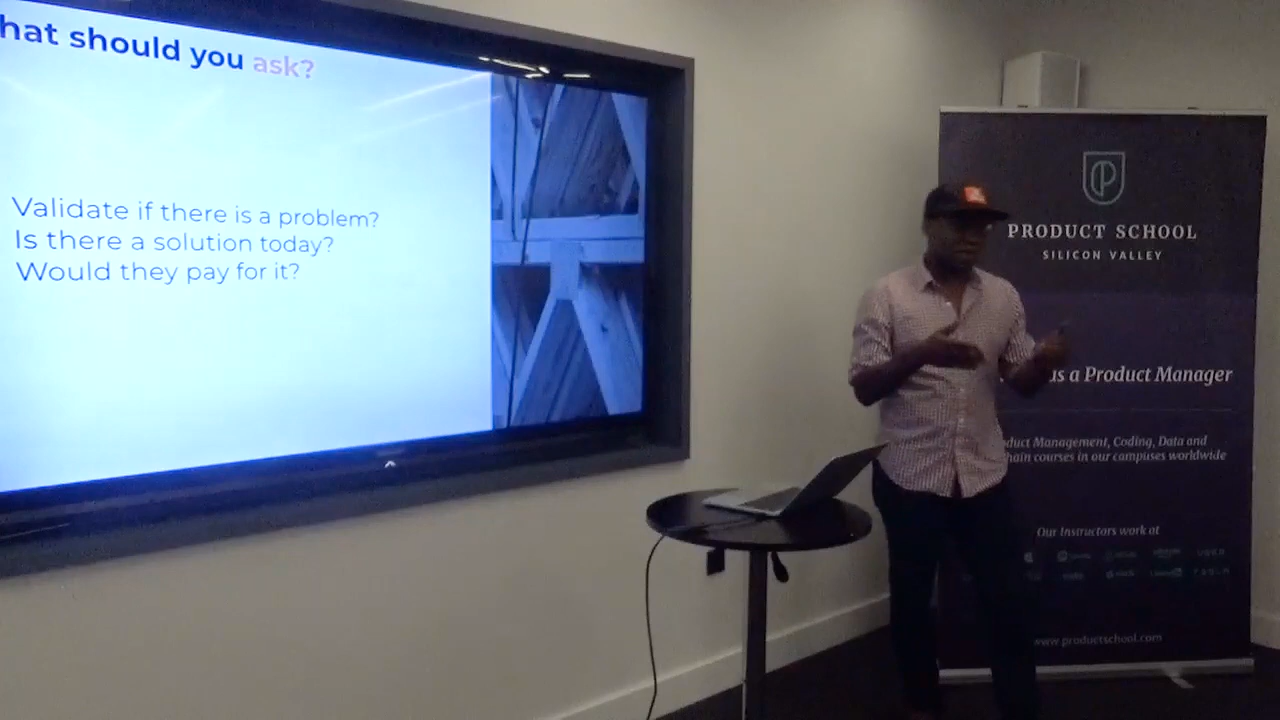 hat should you ask?
Validate if there is a problem?
Is there a solution today?
Would they pay for it?
PRODUCT SCHOOL
SILICON VALLEY
as a Product Manager
duct Management, Coding, Data and
hain courses in our campuses worldwide
Our Instructors work at
www.productschool.com